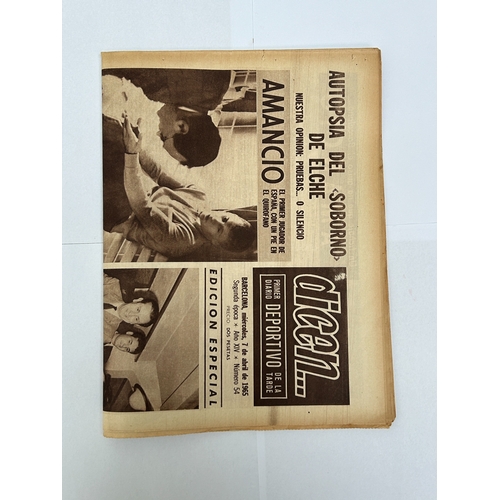 AUTOPSIA DEL «SOBORNO»
DE ELCHE
NUESTRA OPINION: PRUEBAS... O SILENCIO
AMANCIO
EL PRIMER JUGADOR DE
ESPAÑA, CON UN PIE EN
EL QUIROFANO
dicen...
PRIMER
DIARIO
DEPORTIVO
DE LA
TARDE
BARCELONA, miércoles, 7 de abril de 1965
Segunda época * Año XIV * Número 54
PRECIO: DOS PESETAS
EDICION ESPECIAL